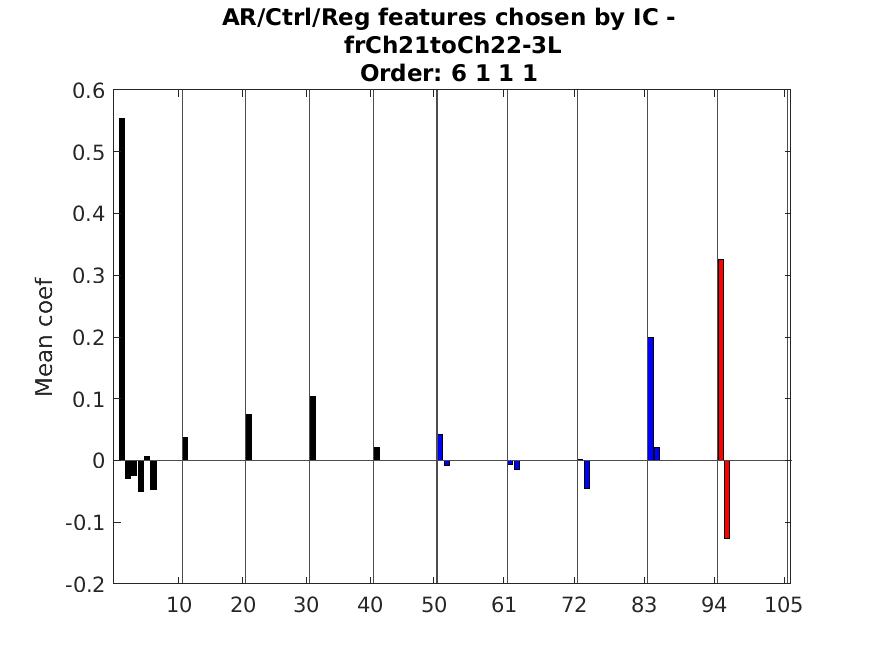 AR/Ctrl/Reg features chosen by IC -
frCh21toCh22-3L
Order: 6 1 1 1
Mean coef
0.6
0.5
0.4
0.3
0.2
0.1
0
-0.1
-0.2
10 20 30 40 50 61 72 83 94 105